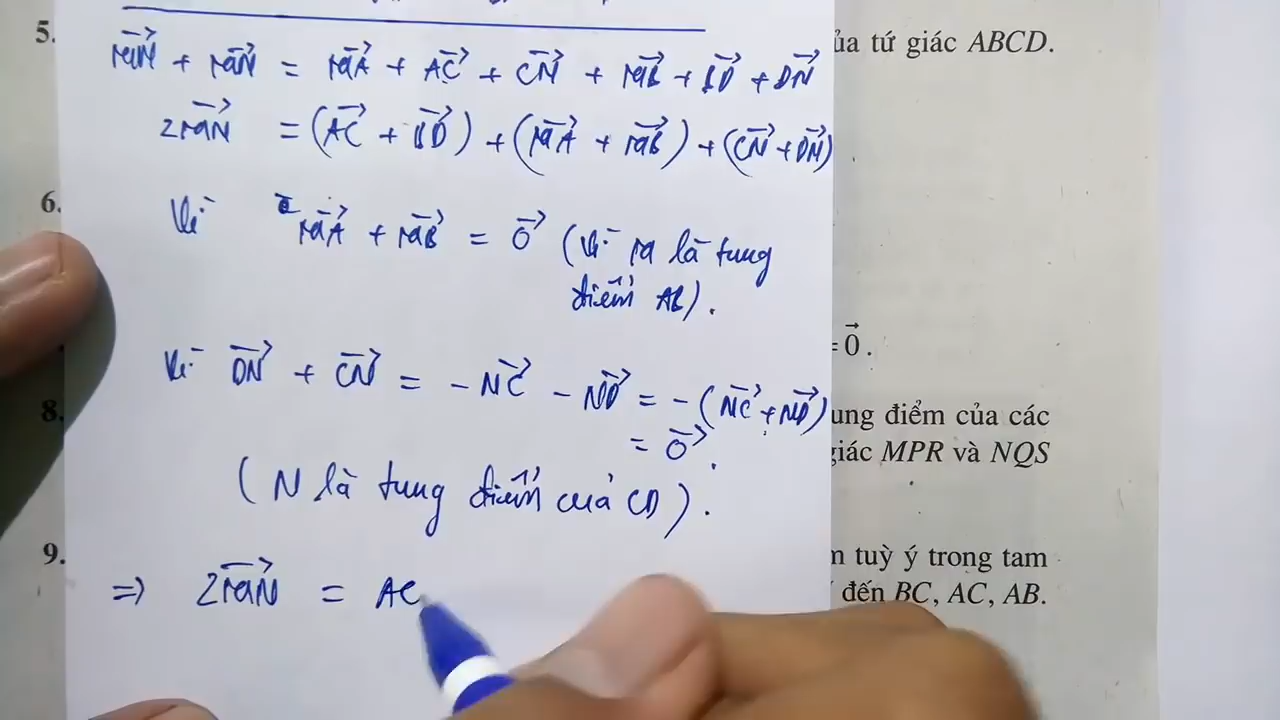 5.
ủa tứ giác ABCD.
MN→ + MN→ = MA→ + AC→ + CN→ + MB→ + BD→ + DN→
2MN→ = (AC→ + BD→) + (MA→ + MB→) + (CN→ + DN→)
6.
Vì MA→ + MB→ = 0→ (Vì M là trung
điểm AB).
= 0→.
Vì DN→ + CN→ = - NC→ - ND→ = - (NC→ + ND→)
= 0→.
8.
ung điểm của các
giác MPR và NQS
(N là trung điểm của CD).
9.
m tuỳ ý trong tam
đến BC, AC, AB.
⇒ 2MN→ = AC